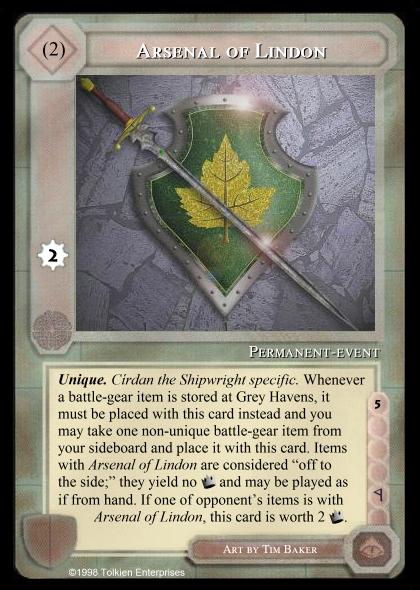 (2)
ARSENAL OF LINDON
2
PERMANENT-EVENT
Unique. Círdan the Shipwright specific. Whenever
a battle-gear item is stored at Grey Havens, it
must be placed with this card instead and you
may take one non-unique battle-gear item from
your sideboard and place it with this card. Items
with Arsenal of Lindon are considered “off to
the side;” they yield no and may be played as
if from hand. If one of opponent's items is with
Arsenal of Lindon, this card is worth 2 .
5
ART BY TIM BAKER
©1998 Tolkien Enterprises